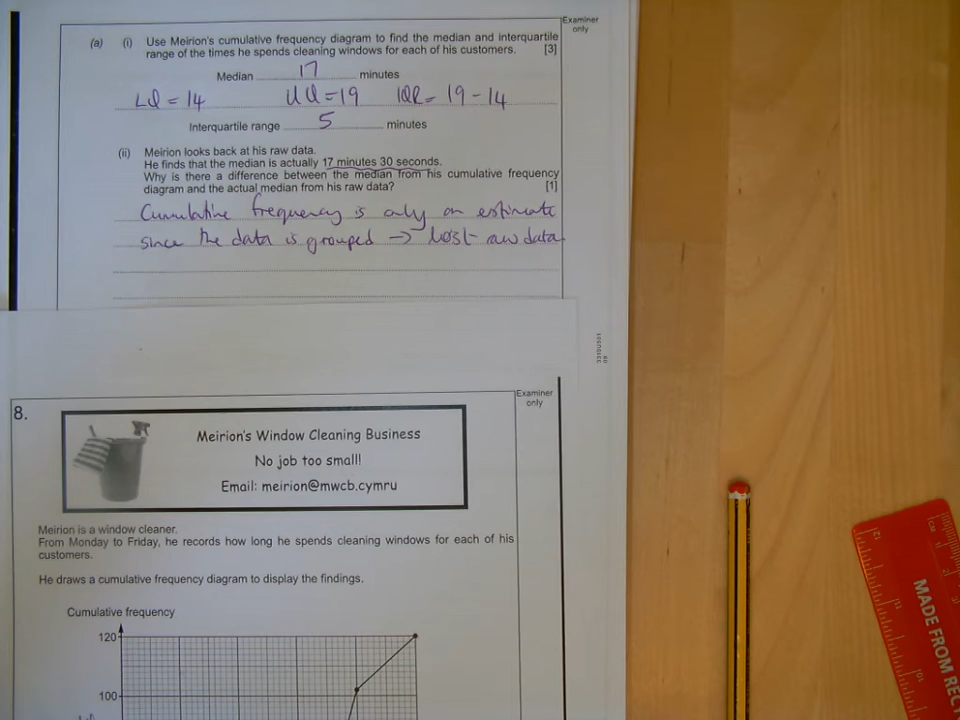 Examiner
only
(a) (i) Use Meirion's cumulative frequency diagram to find the median and interquartile
range of the times he spends cleaning windows for each of his customers. [3]
Median 17 minutes
LQ = 14 UQ = 19 IQR = 19 - 14
Interquartile range 5 minutes
(ii) Meirion looks back at his raw data.
He finds that the median is actually 17 minutes 30 seconds.
Why is there a difference between the median from his cumulative frequency
diagram and the actual median from his raw data? [1]
Cumulative frequency is only an estimate
since the data is grouped → lost raw data
Examiner
only
8.
Meirion's Window Cleaning Business
No job too small!
Email: meirion@mwcb.cymru
Meirion is a window cleaner.
From Monday to Friday, he records how long he spends cleaning windows for each of his
customers.
He draws a cumulative frequency diagram to display the findings.
Cumulative frequency
120
100
MADE FROM REC